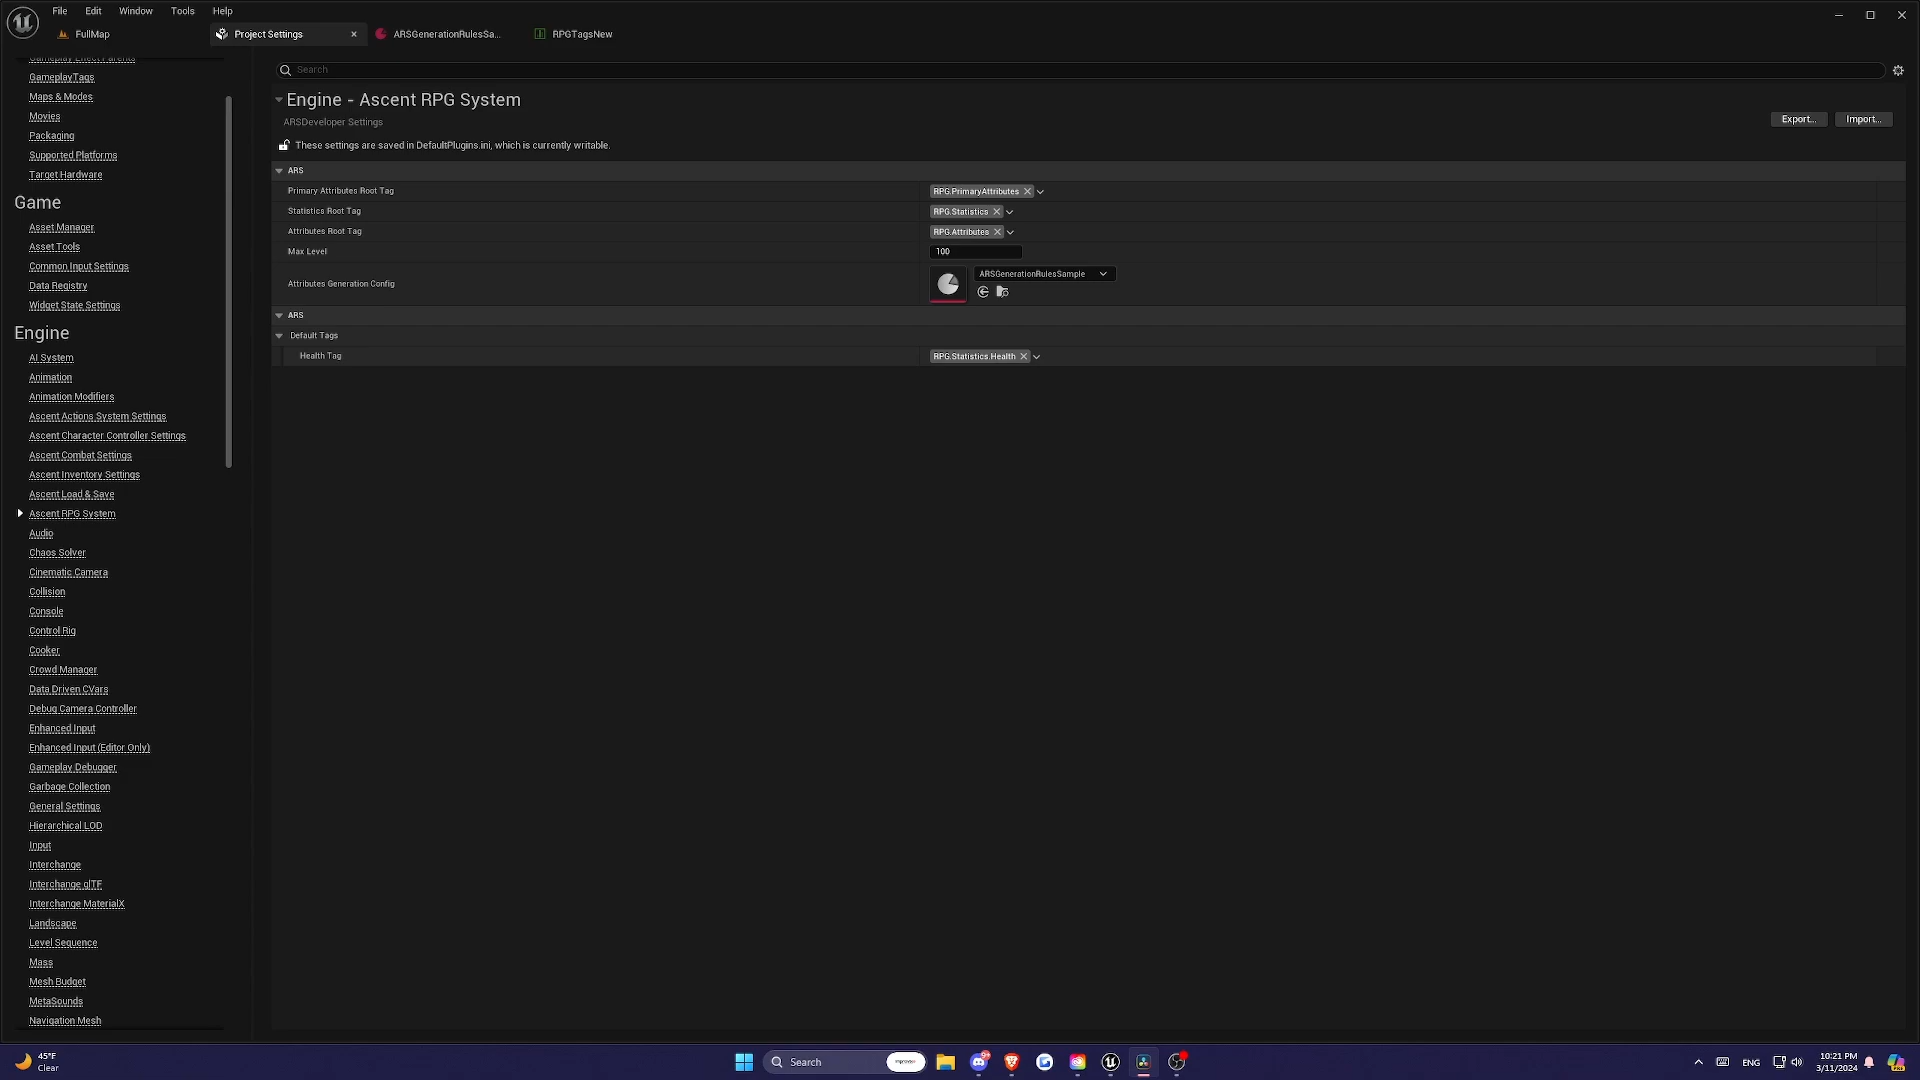 File Edit Window Tools Help
FullMap
Project Settings
ARSGenerationRulesSa...
RPGTagsNew
Gameplay Effect Parents
GameplayTags
Maps & Modes
Movies
Packaging
Supported Platforms
Target Hardware
Game
Asset Manager
Asset Tools
Common Input Settings
Data Registry
Widget State Settings
Engine
AI System
Animation
Animation Modifiers
Ascent Actions System Settings
Ascent Character Controller Settings
Ascent Combat Settings
Ascent Inventory Settings
Ascent Load & Save
Ascent RPG System
Audio
Chaos Solver
Cinematic Camera
Collision
Console
Control Rig
Cooker
Crowd Manager
Data Driven CVars
Debug Camera Controller
Enhanced Input
Enhanced Input (Editor Only)
Gameplay Debugger
Garbage Collection
General Settings
Hierarchical LOD
Input
Interchange
Interchange glTF
Interchange MaterialX
Landscape
Level Sequence
Mass
Mesh Budget
MetaSounds
Navigation Mesh
Search
Engine - Ascent RPG System
ARSDeveloper Settings
Export...
Import...
These settings are saved in DefaultPlugins.ini, which is currently writable.
ARS
Primary Attributes Root Tag RPG.PrimaryAttributes
Statistics Root Tag RPG.Statistics
Attributes Root Tag RPG.Attributes
Max Level 100
Attributes Generation Config ARSGenerationRulesSample
ARS
Default Tags
Health Tag RPG.Statistics.Health
45°F
Clear
Search
ENG
10:21 PM
3/11/2024